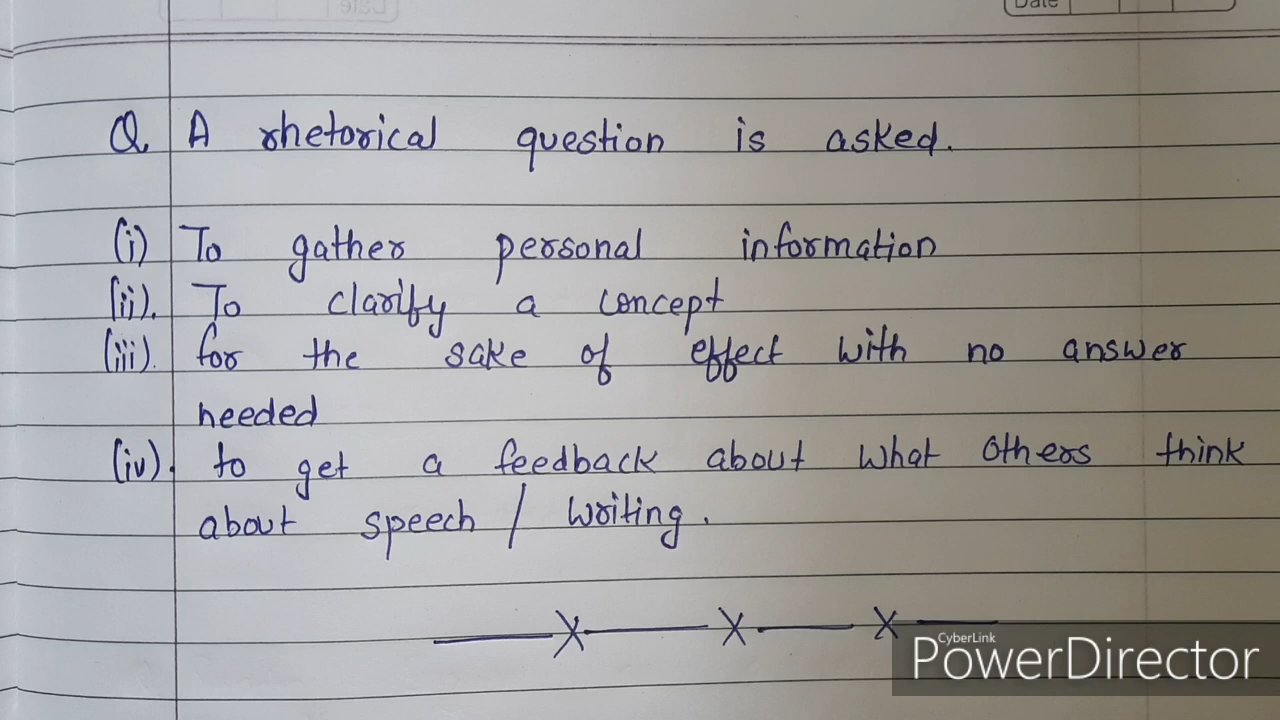 Date
Q. A rhetorical question is asked.
(i) To gather personal information
(ii). To clarify a concept
(iii). for the sake of effect with no answer
needed
(iv). to get a feedback about what others think
about speech / writing.
CyberLink
PowerDirector